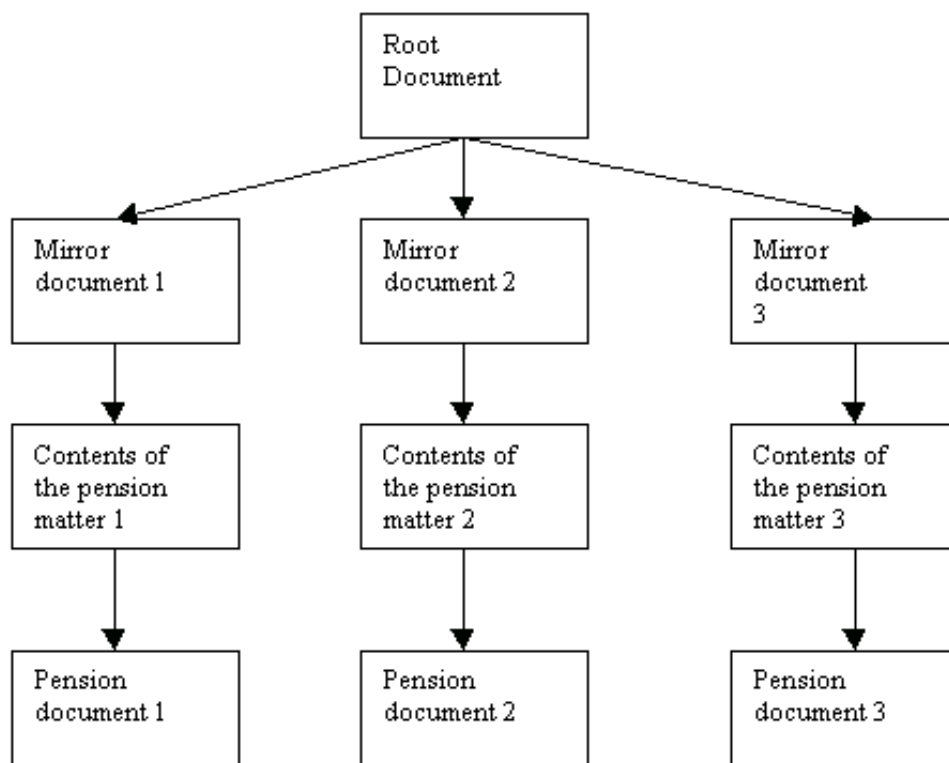 Root
Document
Mirror
document 1
Mirror
document 2
Mirror
document
3
Contents of
the pension
matter 1
Contents of
the pension
matter 2
Contents of
the pension
matter 3
Pension
document 1
Pension
document 2
Pension
document 3